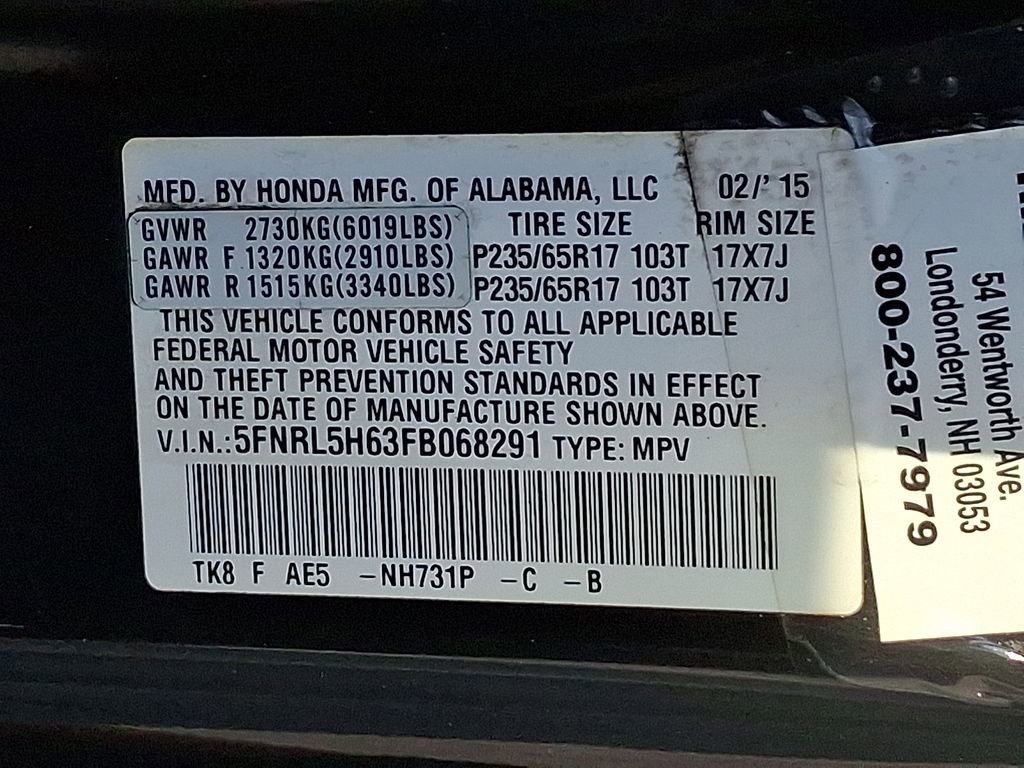 MFD. BY HONDA MFG. OF ALABAMA, LLC 02/' 15
GVWR 2730KG(6019LBS) TIRE SIZE RIM SIZE
GAWR F 1320KG(2910LBS) P235/65R17 103T 17X7J
GAWR R 1515KG(3340LBS) P235/65R17 103T 17X7J
THIS VEHICLE CONFORMS TO ALL APPLICABLE
FEDERAL MOTOR VEHICLE SAFETY
AND THEFT PREVENTION STANDARDS IN EFFECT
ON THE DATE OF MANUFACTURE SHOWN ABOVE.
V.I.N.:5FNRL5H63FB068291 TYPE: MPV
TK8 F AE5 -NH731P -C -B
54 Wentworth Ave.
Londonderry, NH 03053
800-237-7979